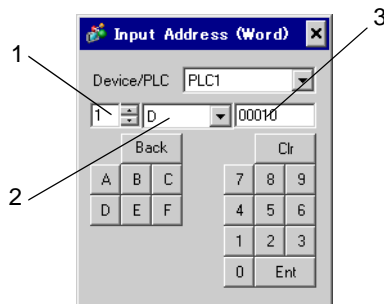 3
Input Address (Word)
1
Device/PLC PLC1
1 D 00010
Back Clr
2
A B C 7 8 9
D E F 4 5 6
1 2 3
0 Ent